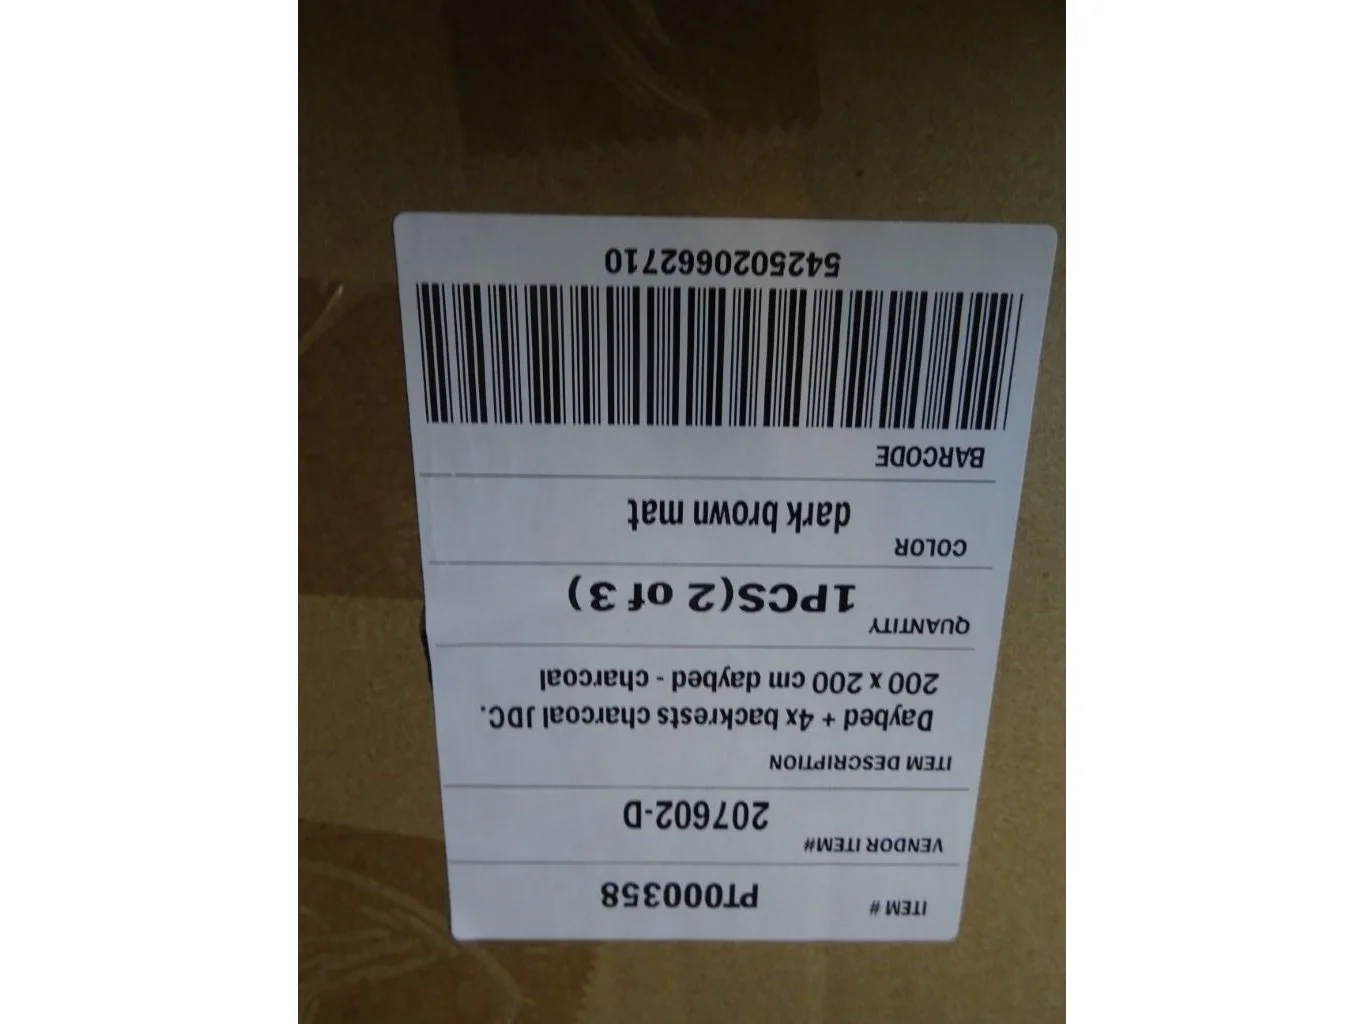 ITEM # PT000358
VENDOR ITEM# 207602-D
ITEM DESCRIPTION
Daybed + 4x backrests charcoal JDC.
200 x 200 cm daybed - charcoal
QUANTITY 1PCS(2 of 3)
COLOR dark brown mat
BARCODE
5425020662710